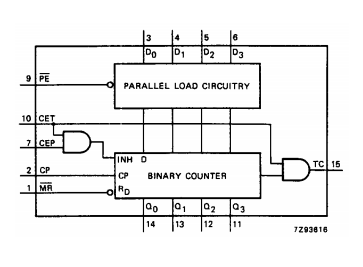 3 4 5 6
D0 D1 D2 D3
9 PE
PARALLEL LOAD CIRCUITRY
10 CET
7 CEP
INH D
TC 15
2 CP
CP BINARY COUNTER
1 MR
RD
Q0 Q1 Q2 Q3
14 13 12 11
7Z93616